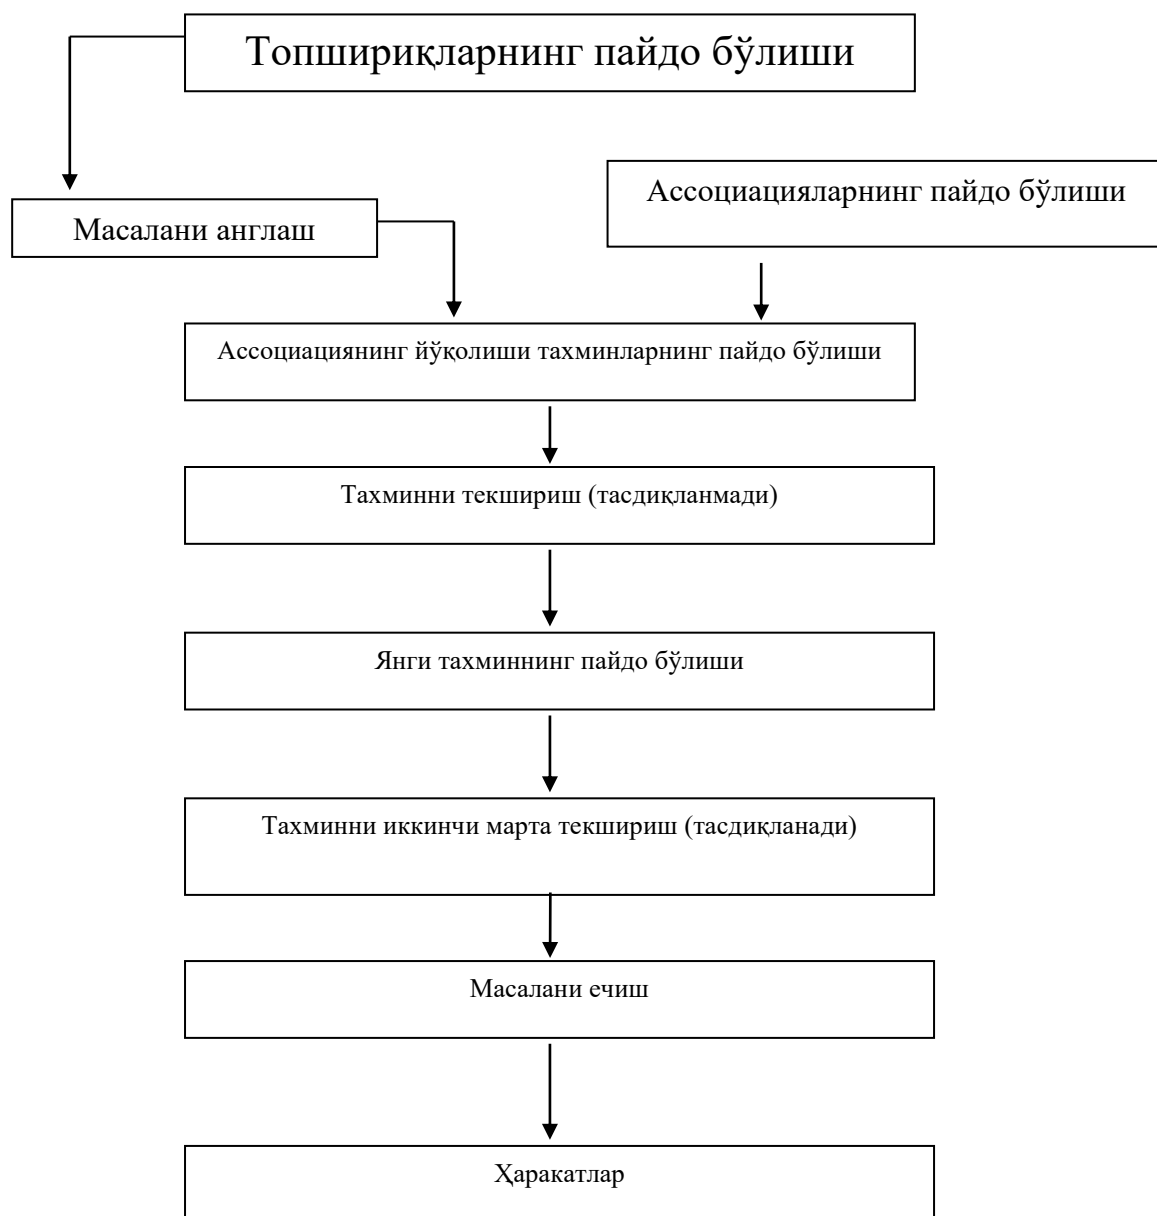 Топшириқларнинг пайдо бўлиши
Ассоциацияларнинг пайдо бўлиши
Масалани англаш
Ассоциациянинг йўқолиши тахминларнинг пайдо бўлиши
Тахминни текшириш (тасдиқланмади)
Янги тахминнинг пайдо бўлиши
Тахминни иккинчи марта текшириш (тасдиқланади)
Масалани ечиш
Ҳаракатлар